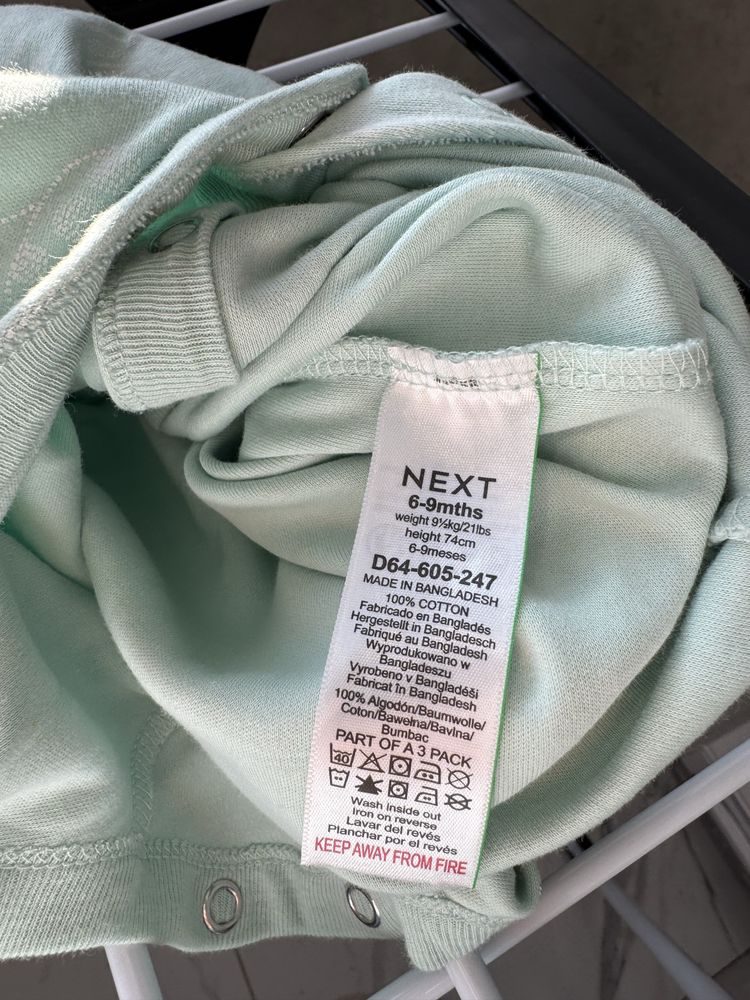 NEXT
6-9mths
weight 9½kg/21lbs
height 74cm
6-9meses
D64-605-247
MADE IN BANGLADESH
100% COTTON
Fabricado en Bangladés
Hergestellt in Bangladesch
Fabriqué au Bangladesh
Wyprodukowano w
Bangladeszu
Vyrobeno v Bangladéši
Fabricat în Bangladesh
100% Algodón/Baumwolle/
Coton/Bawełna/Bavlna/
Bumbac
PART OF A 3 PACK
40
Wash inside out
Iron on reverse
Lavar del revés
Planchar por el revés
KEEP AWAY FROM FIRE